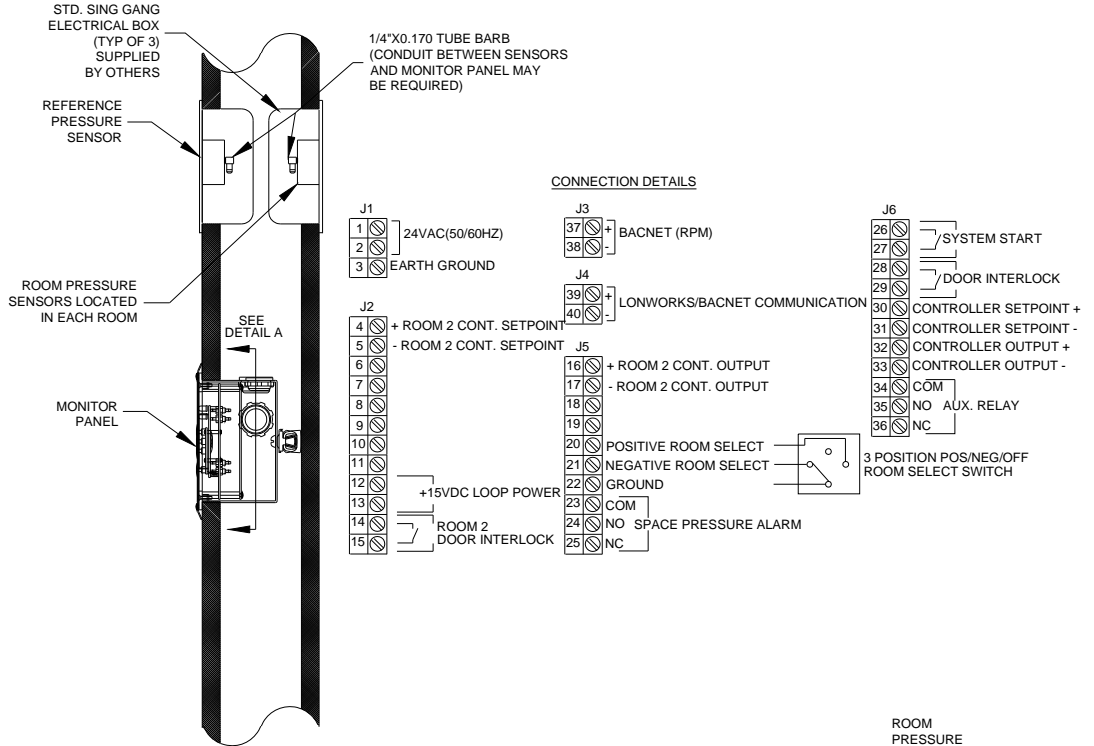 STD. SING GANG
ELECTRICAL BOX
(TYP OF 3)
SUPPLIED
BY OTHERS
1/4"X0.170 TUBE BARB
(CONDUIT BETWEEN SENSORS
AND MONITOR PANEL MAY
BE REQUIRED)
REFERENCE
PRESSURE
SENSOR
ROOM PRESSURE
SENSORS LOCATED
IN EACH ROOM
SEE
DETAIL A
MONITOR
PANEL
CONNECTION DETAILS
J1
1
2
24VAC(50/60HZ)
3 EARTH GROUND
J2
4 + ROOM 2 CONT. SETPOINT
5 - ROOM 2 CONT. SETPOINT
6
7
8
9
10
11
12
13
+15VDC LOOP POWER
14
15
ROOM 2
DOOR INTERLOCK
J3
37 +
38 -
BACNET (RPM)
J4
39 +
40 -
LONWORKS/BACNET COMMUNICATION
J5
16 + ROOM 2 CONT. OUTPUT
17 - ROOM 2 CONT. OUTPUT
18
19
20 POSITIVE ROOM SELECT
21 NEGATIVE ROOM SELECT
22 GROUND
23 COM
24 NO SPACE PRESSURE ALARM
25 NC
3 POSITION POS/NEG/OFF
ROOM SELECT SWITCH
J6
26
27
SYSTEM START
28
29
DOOR INTERLOCK
30 CONTROLLER SETPOINT +
31 CONTROLLER SETPOINT -
32 CONTROLLER OUTPUT +
33 CONTROLLER OUTPUT -
34 COM
35 NO AUX. RELAY
36 NC
ROOM
PRESSURE